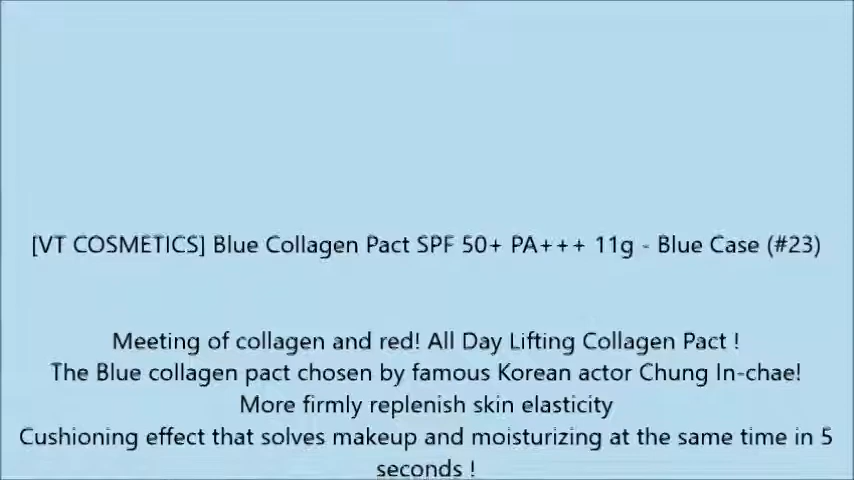 [VT COSMETICS] Blue Collagen Pact SPF 50+ PA+++ 11g - Blue Case (#23)
Meeting of collagen and red! All Day Lifting Collagen Pact !
The Blue collagen pact chosen by famous Korean actor Chung In-chae!
More firmly replenish skin elasticity
Cushioning effect that solves makeup and moisturizing at the same time in 5
seconds !